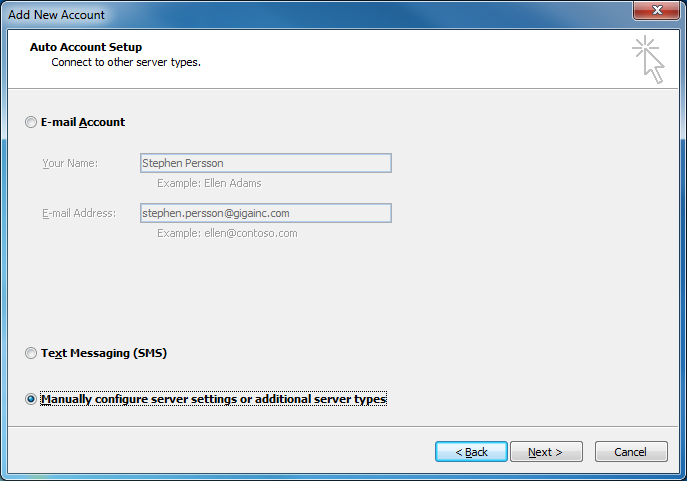 Add New Account
Auto Account Setup
Connect to other server types.
E-mail Account
Your Name:
Stephen Persson
Example: Ellen Adams
E-mail Address:
stephen.persson@gigainc.com
Example: ellen@contoso.com
Text Messaging (SMS)
Manually configure server settings or additional server types
< Back
Next >
Cancel